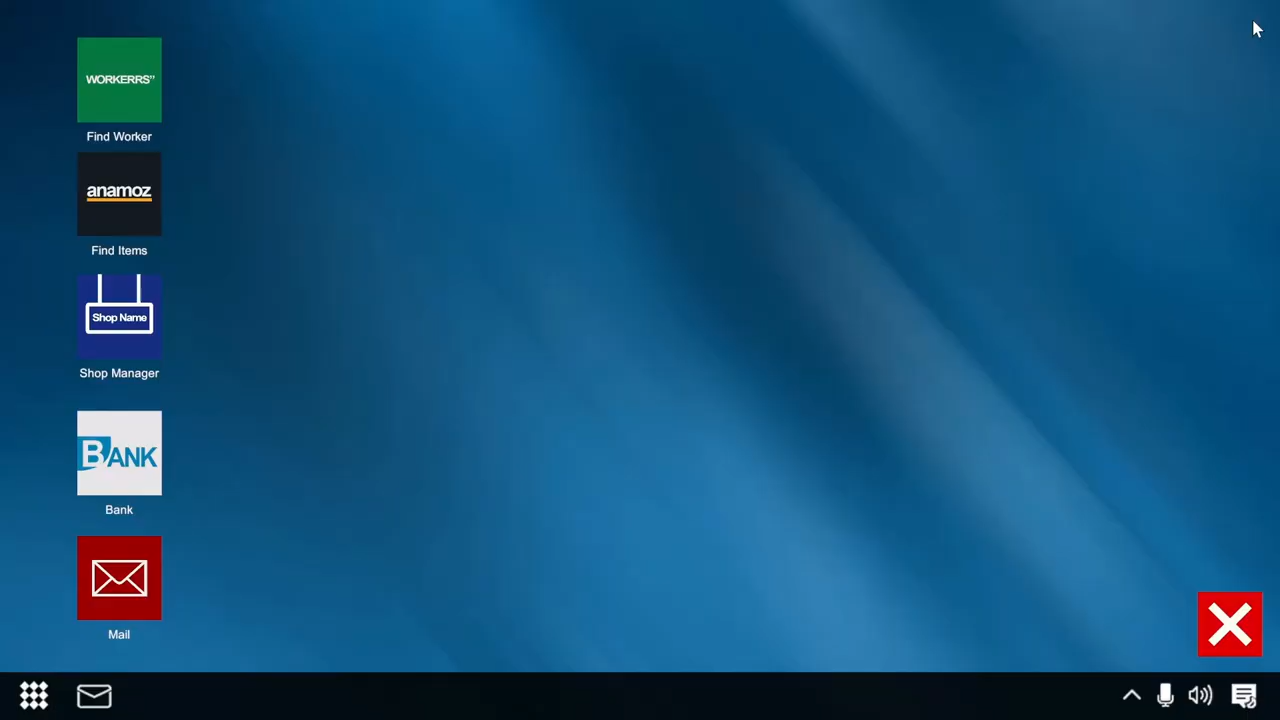 WORKERRS”
Find Worker
anamoz
Find Items
Shop Name
Shop Manager
BANK
Bank
Mail